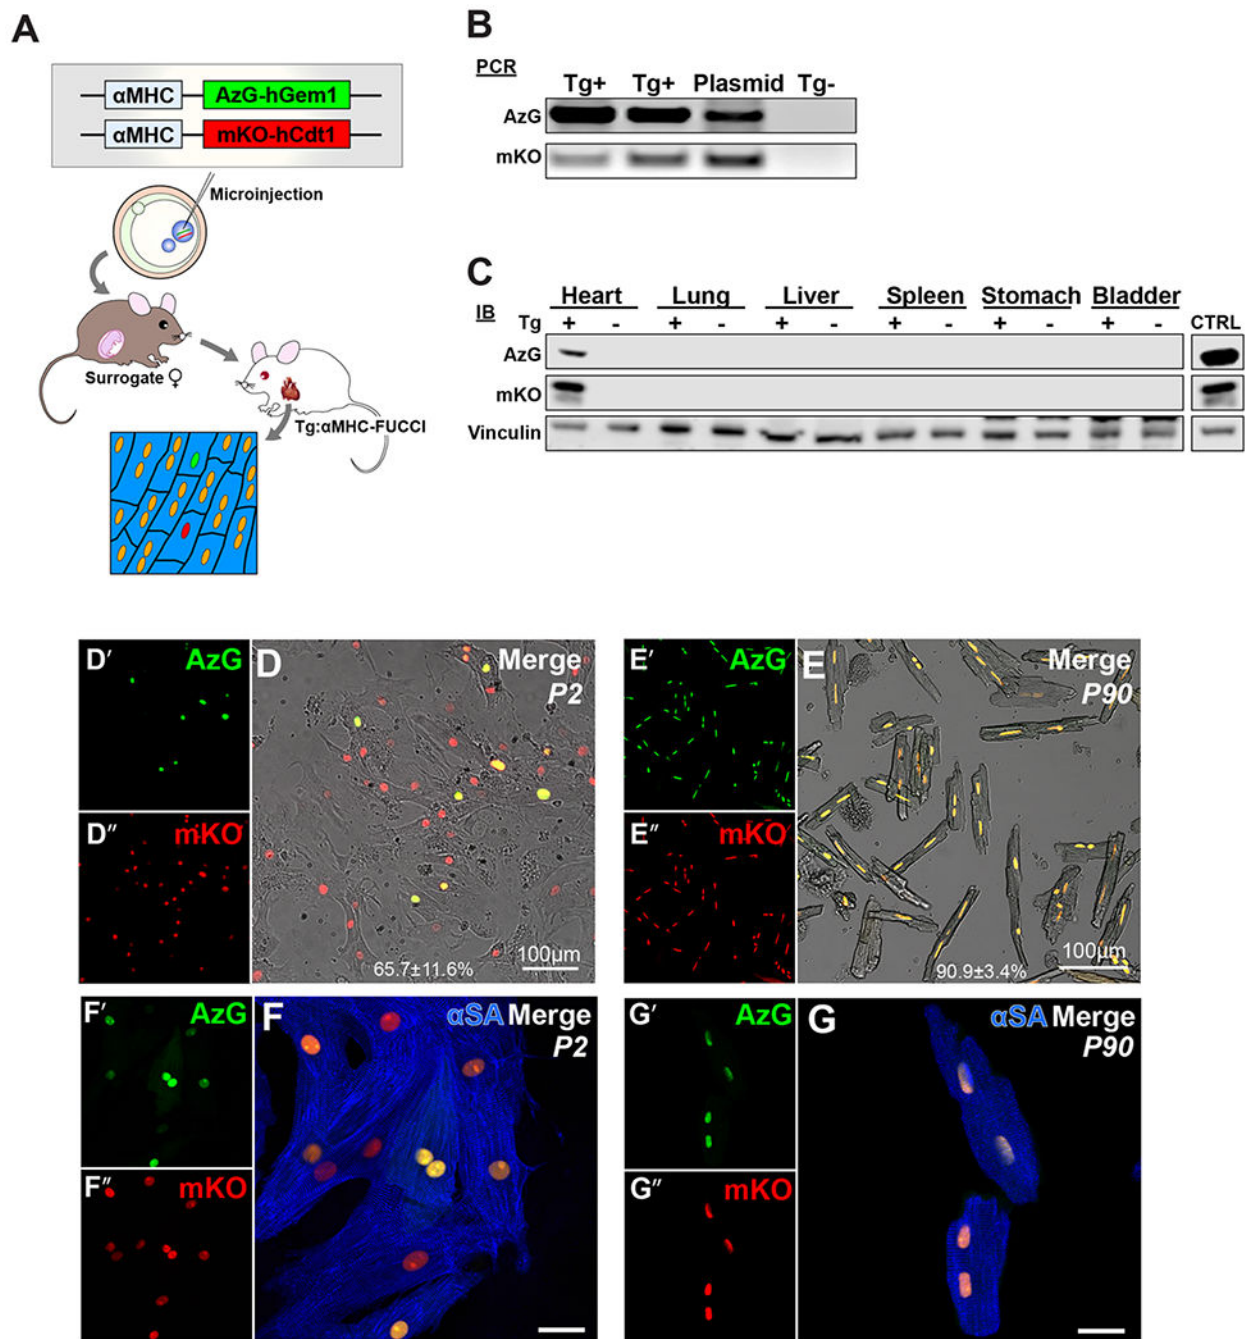 A
αMHC AzG-hGem1
αMHC mKO-hCdt1
Microinjection
Surrogate ♀
Tg:αMHC-FUCCI
B
PCR
Tg+ Tg+ Plasmid Tg-
AzG
mKO
C
IB
Heart Lung Liver Spleen Stomach Bladder
Tg + - + - + - + - + - + - CTRL
AzG
mKO
Vinculin
D′ AzG
D″ mKO
D Merge
P2
65.7±11.6%
100μm
E′ AzG
E″ mKO
E Merge
P90
90.9±3.4%
100μm
F′ AzG
F″ mKO
F αSA Merge
P2
G′ AzG
G″ mKO
G αSA Merge
P90